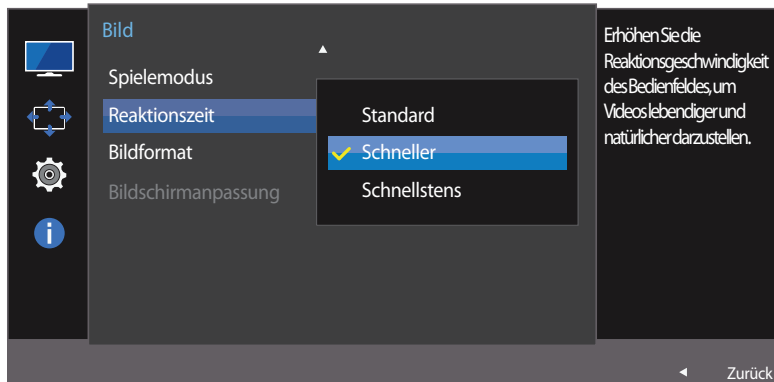 Bild
Spielemodus
Reaktionszeit
Bildformat
Bildschirmanpassung
Standard
Schneller
Schnellstens
Erhöhen Sie die
Reaktionsgeschwindigkeit
des Bedienfeldes, um
Videos lebendiger und
natürlicher darzustellen.
Zurück